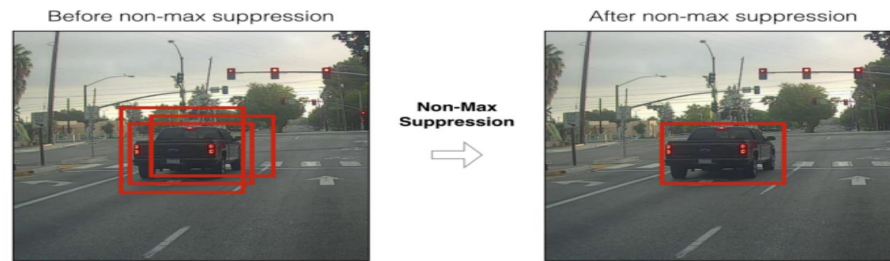 Before non-max suppression
After non-max suppression
Non-Max
Suppression